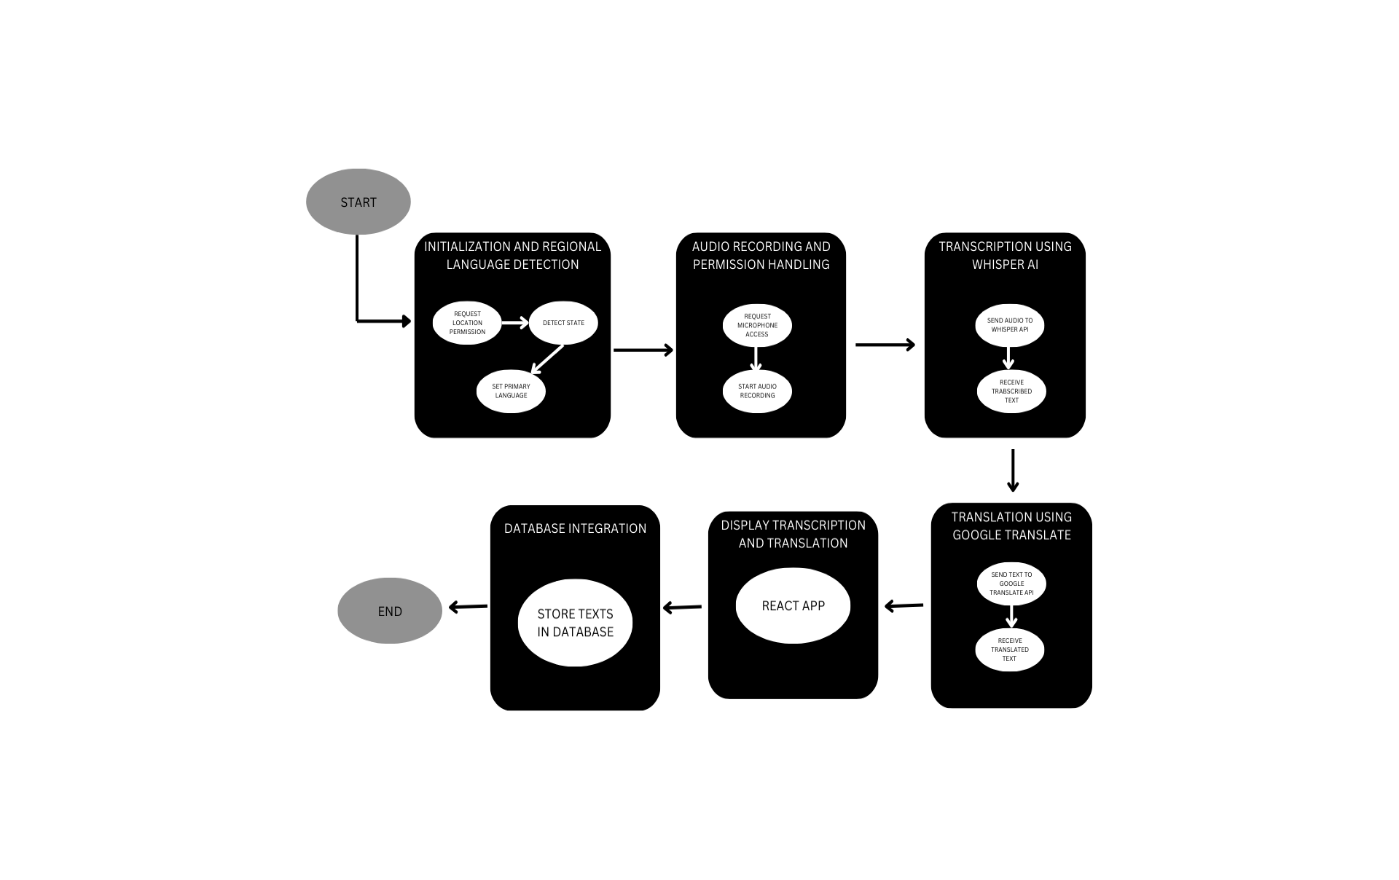 START
INITIALIZATION AND REGIONAL
LANGUAGE DETECTION
REQUEST
LOCATION
PERMISSION
DETECT STATE
SET PRIMARY
LANGUAGE
AUDIO RECORDING AND
PERMISSION HANDLING
REQUEST
MICROPHONE
ACCESS
START AUDIO
RECORDING
TRANSCRIPTION USING
WHISPER AI
SEND AUDIO TO
WHISPER API
RECEIVE
TRABSCRIBED
TEXT
TRANSLATION USING
GOOGLE TRANSLATE
SEND TEXT TO
GOOGLE
TRANSLATE API
RECEIVE
TRANSLATED
TEXT
DISPLAY TRANSCRIPTION
AND TRANSLATION
REACT APP
DATABASE INTEGRATION
STORE TEXTS
IN DATABASE
END